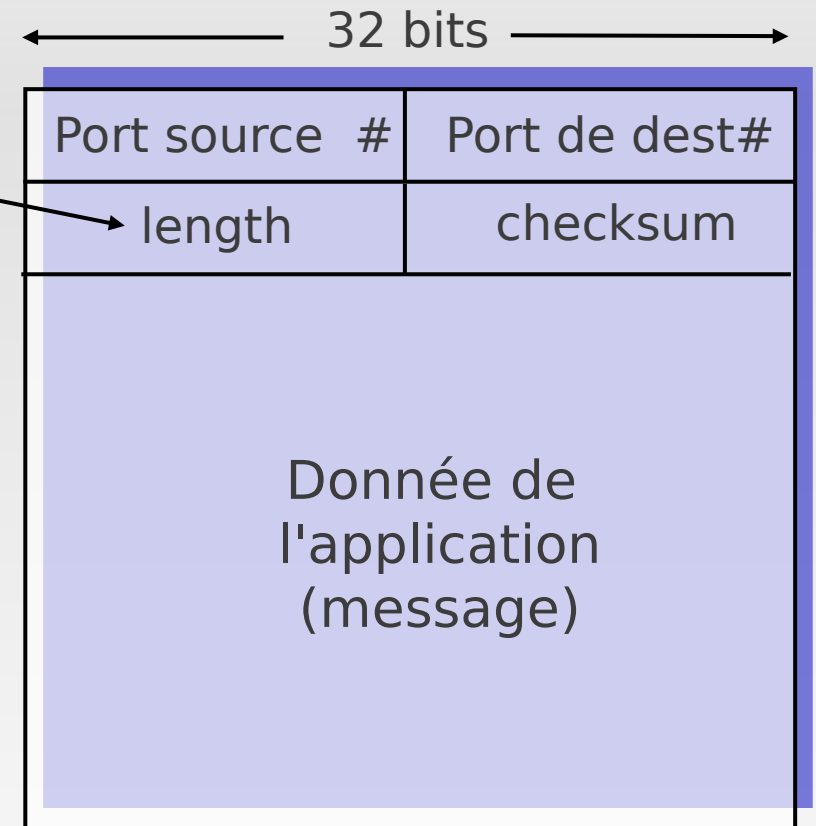 32 bits
Port source # Port de dest#
length checksum
Donnée de
l'application
(message)